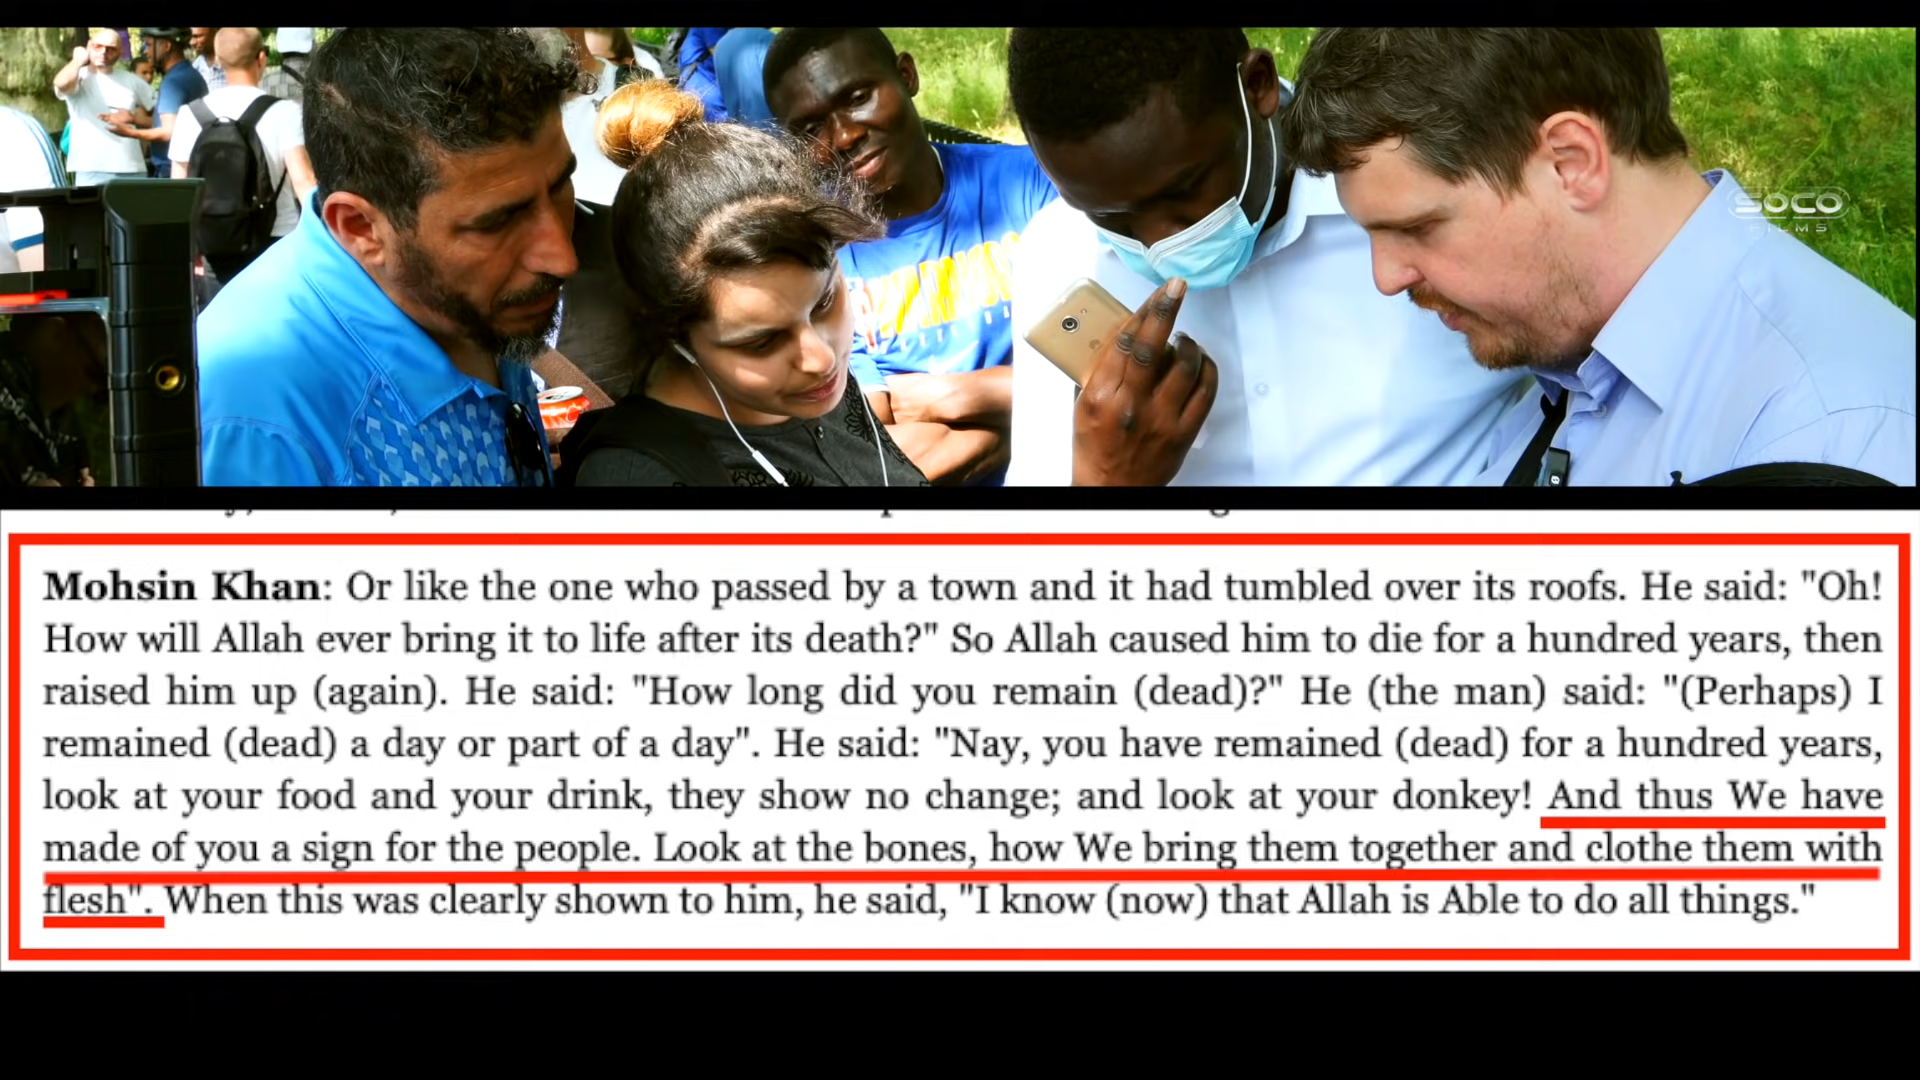 SOCO
FILMS
Mohsin Khan: Or like the one who passed by a town and it had tumbled over its roofs. He said: "Oh!
How will Allah ever bring it to life after its death?" So Allah caused him to die for a hundred years, then
raised him up (again). He said: "How long did you remain (dead)?" He (the man) said: "(Perhaps) I
remained (dead) a day or part of a day". He said: "Nay, you have remained (dead) for a hundred years,
look at your food and your drink, they show no change; and look at your donkey! And thus We have
made of you a sign for the people. Look at the bones, how We bring them together and clothe them with
flesh". When this was clearly shown to him, he said, "I know (now) that Allah is Able to do all things."